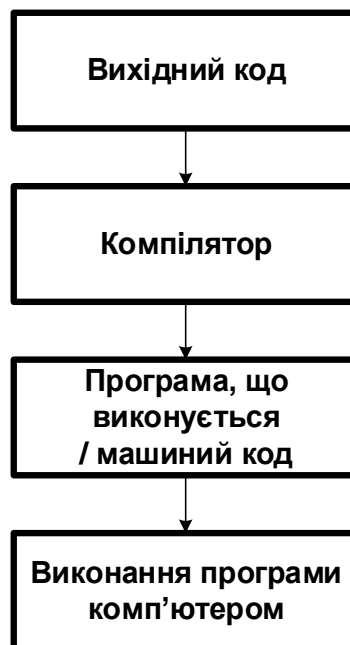 Вихідний код
Компілятор
Програма, що
виконується
/ машиний код
Виконання програми
комп’ютером